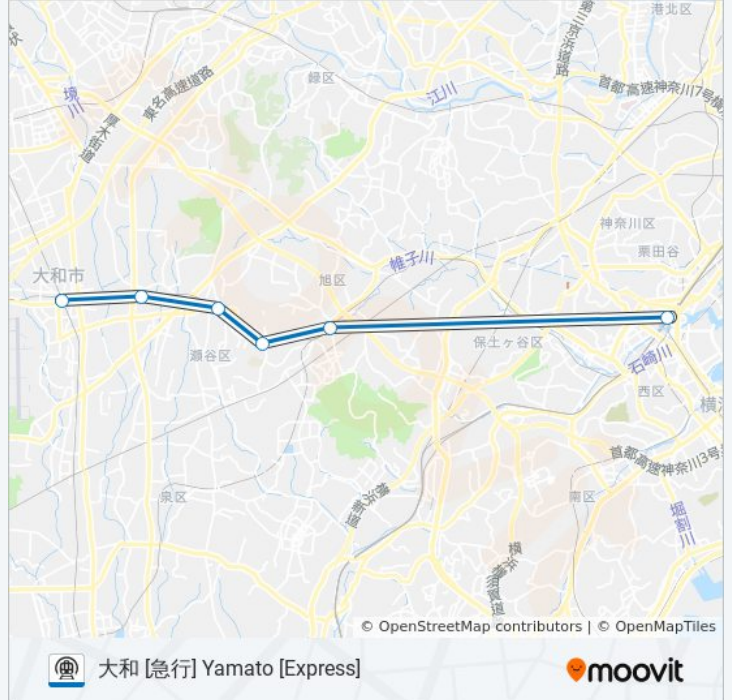 港北区
第三京浜道路
首都高速神奈川7号横
緑区
江川
東名高速道路
境川
厚木街道
神奈川区
栗田谷
帷子川
旭区
大和市
瀬谷区
保土ヶ谷区
石崎川
西区
横浜
首都高速神奈川3号
泉区
横浜新道
南区
堀割川
横浜
横須賀道
© OpenStreetMap contributors | © OpenMapTiles
大和 [急行] Yamato [Express]
moovit